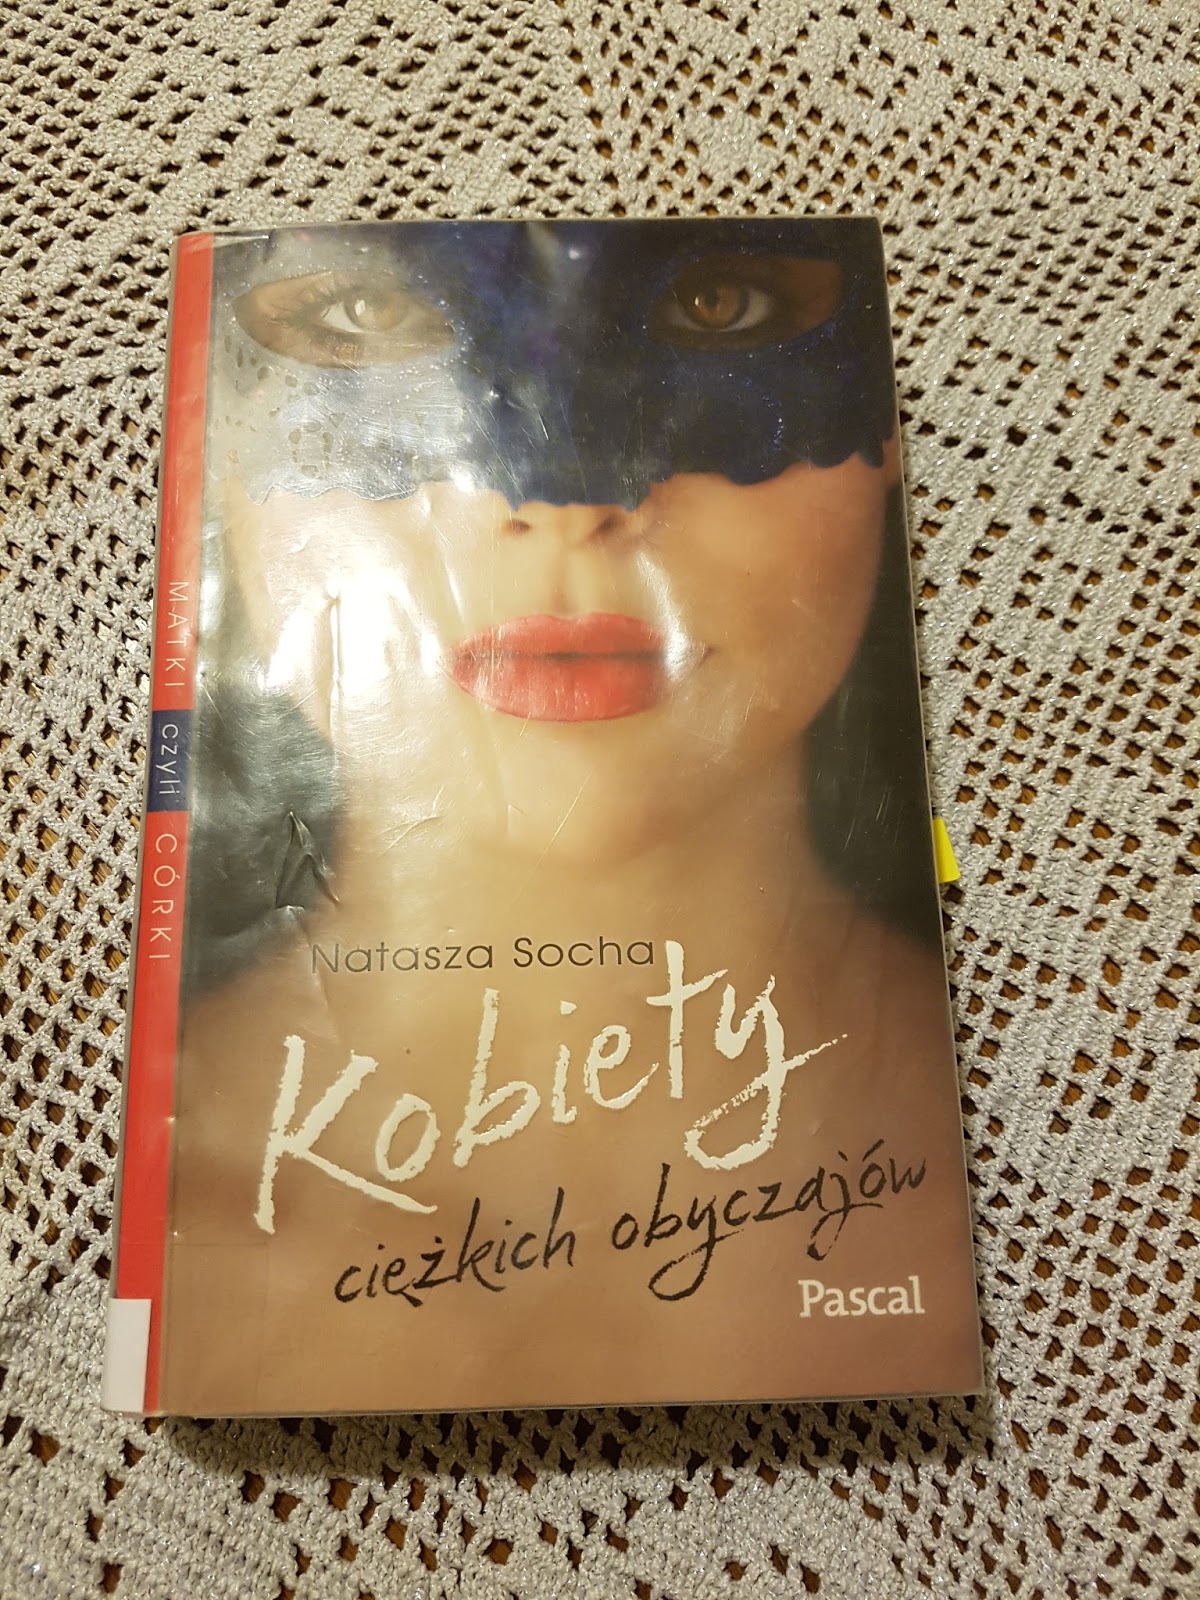 MATKI czyli CÓRKI
Natasza Socha
Kobiety
ciężkich obyczajów
Pascal